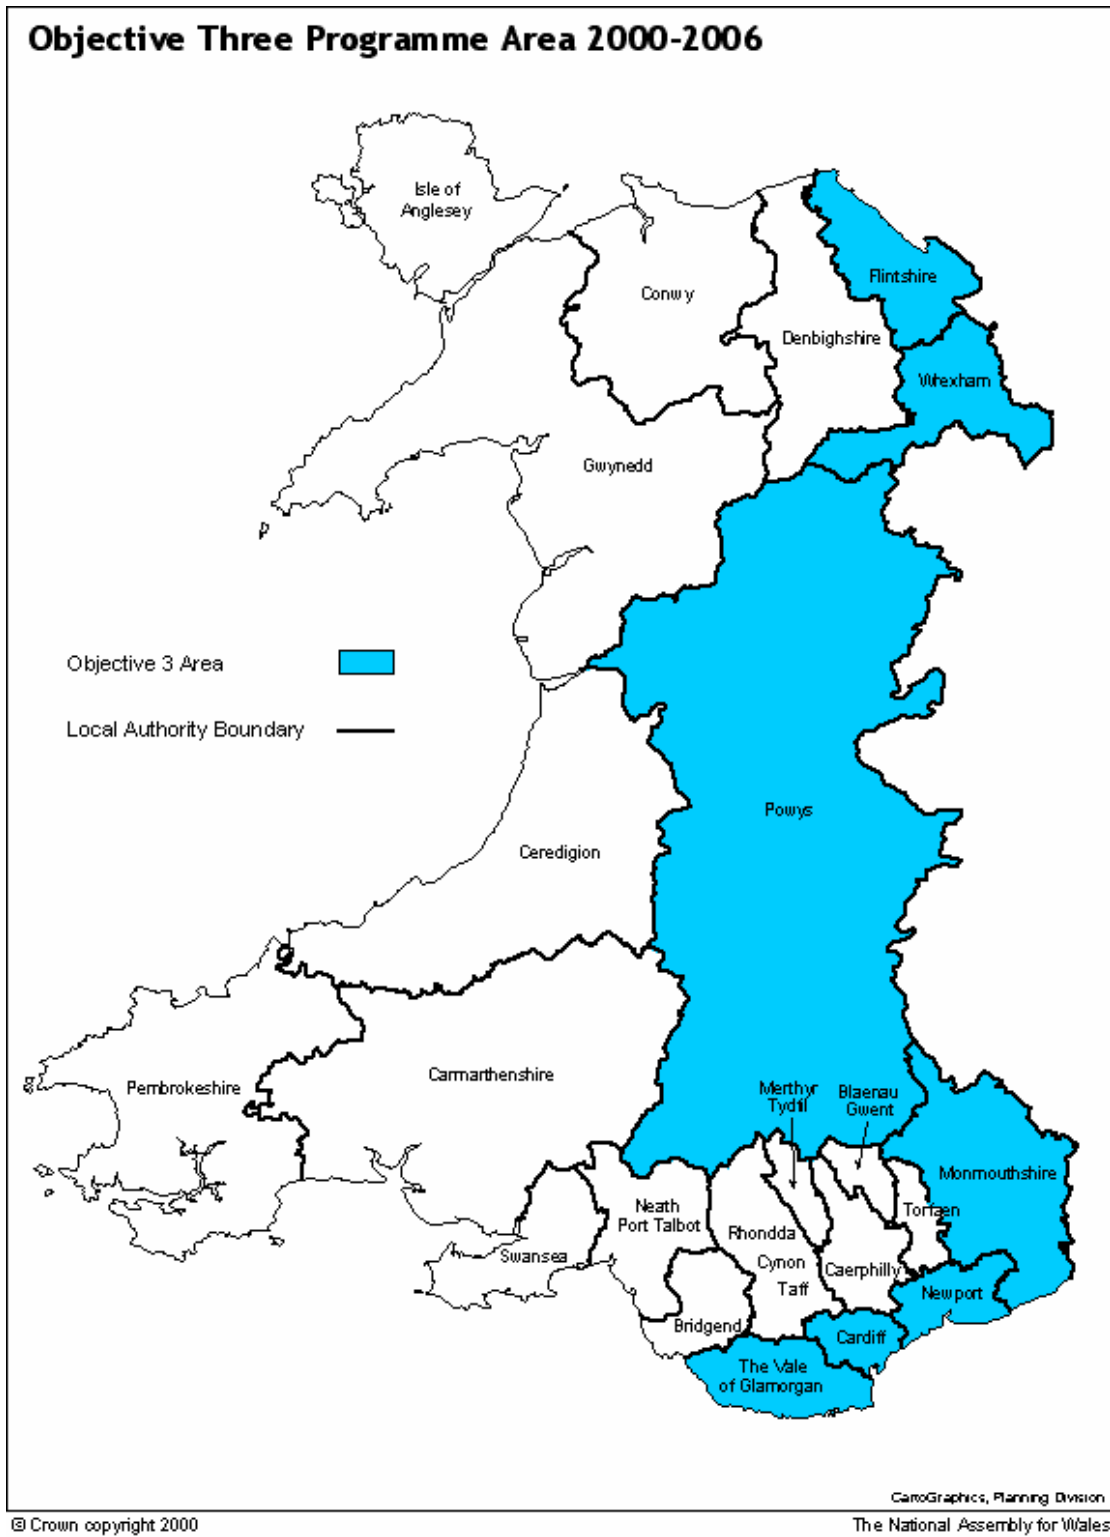 Objective Three Programme Area 2000-2006
Isle of
Anglesey
Flintshire
Conwy
Denbighshire
Wrexham
Gwynedd
Objective 3 Area
Local Authority Boundary
Powys
Ceredigion
Pembrokeshire
Carmarthenshire
Merthyr
Tydfil
Blaenau
Gwent
Monmouthshire
Neath
Port Talbot
Torfaen
Rhondda
Cynon
Taff
Swansea
Caerphilly
Newport
Bridgend
Cardiff
The Vale
of Glamorgan
CartoGraphics, Planning Division
© Crown copyright 2000
The National Assembly for Wales